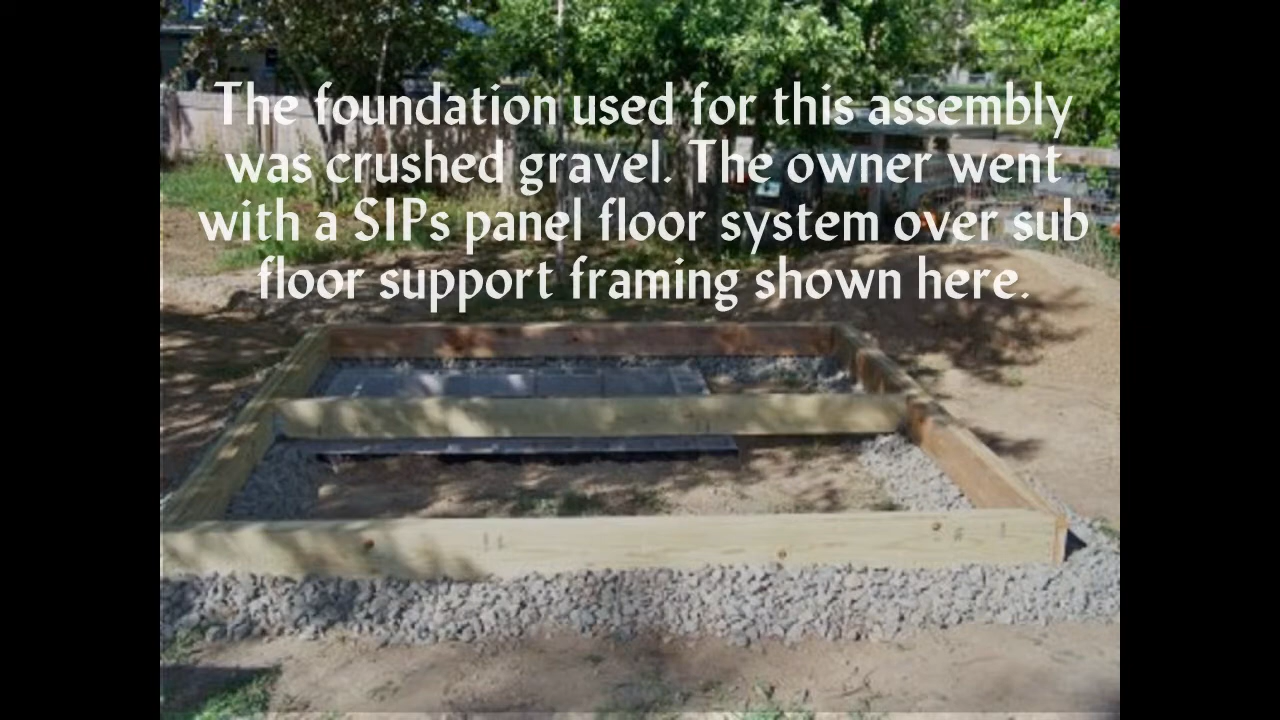 The foundation used for this assembly
was crushed gravel. The owner went
with a SIPs panel floor system over sub
floor support framing shown here.